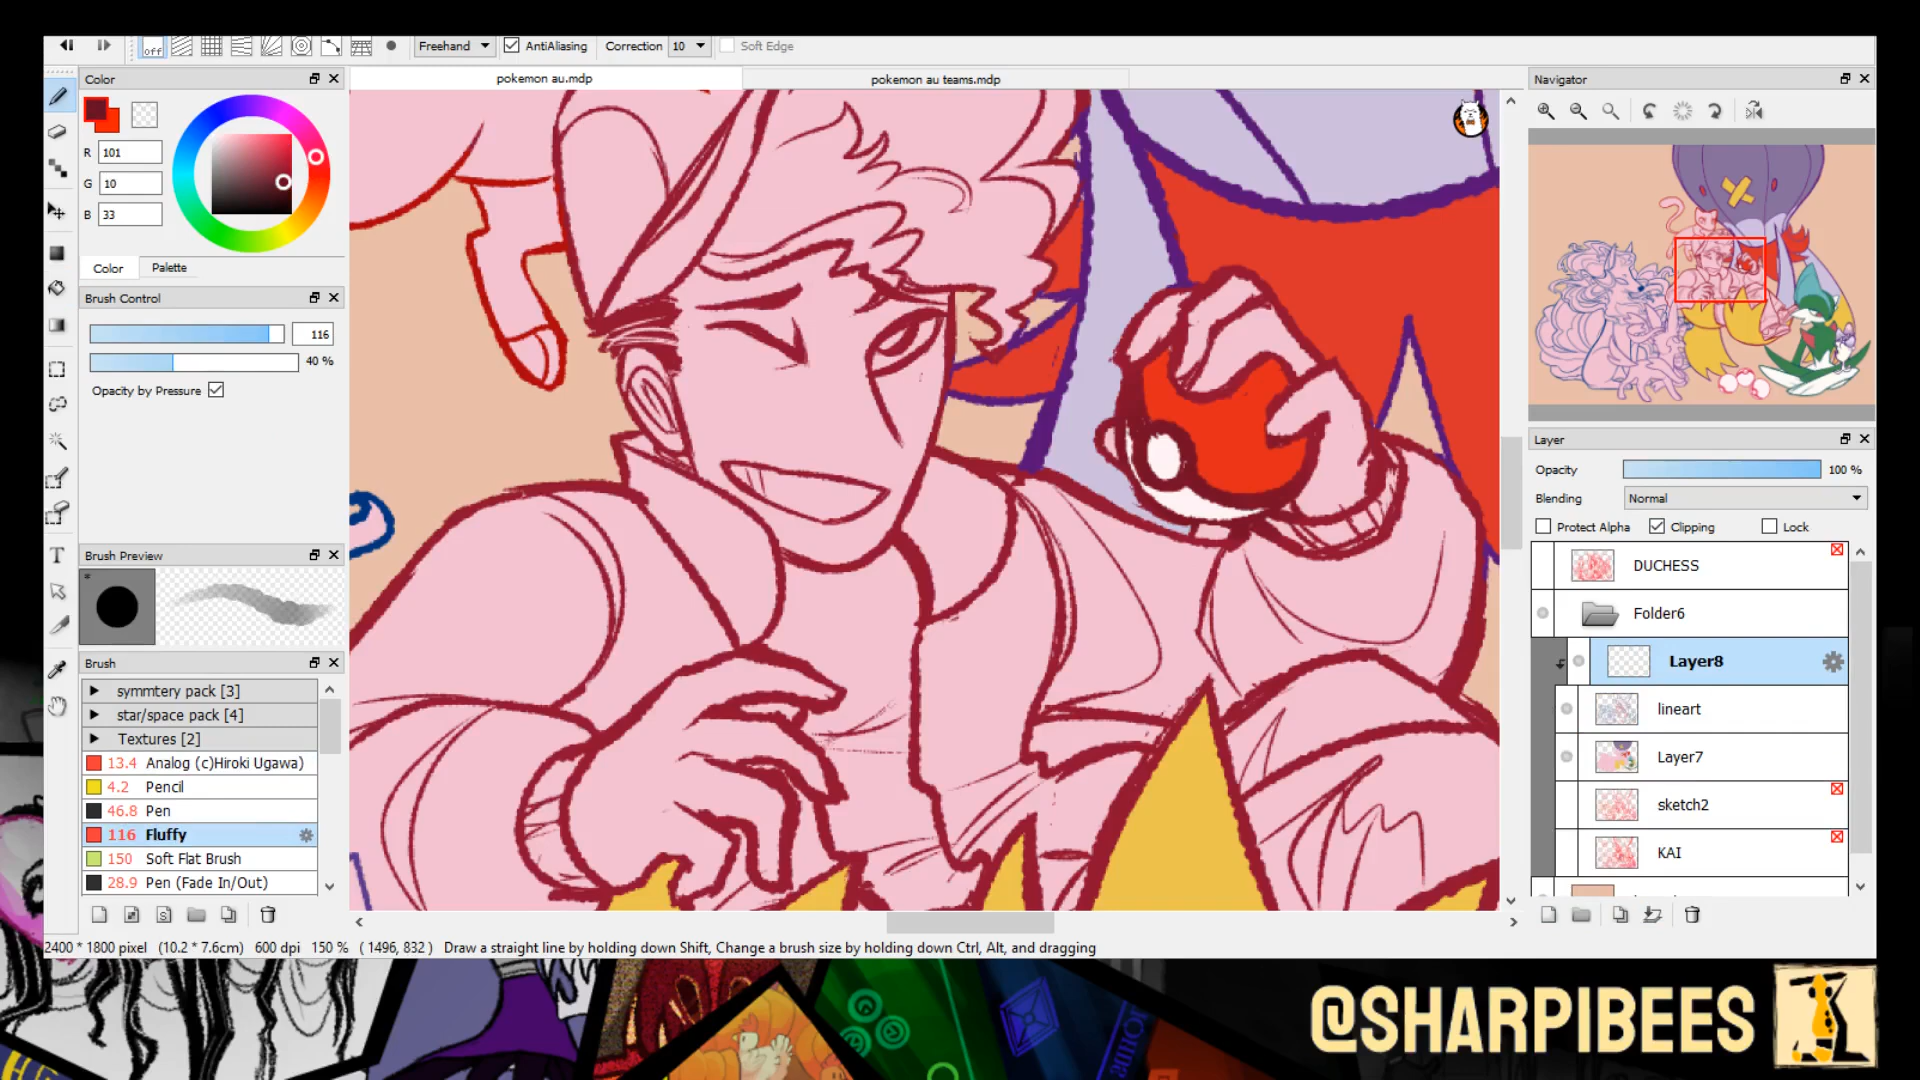 off
Freehand
AntiAliasing
Correction
10
Soft Edge
Color
pokemon au.mdp
pokemon au teams.mdp
Navigator
R
101
G
10
B
33
Color
Palette
Brush Control
116
40 %
Opacity by Pressure
Brush Preview
*
Brush
symmtery pack [3]
star/space pack [4]
Textures [2]
13.4 Analog (c)Hiroki Ugawa)
4.2 Pencil
46.8 Pen
116 Fluffy
150 Soft Flat Brush
28.9 Pen (Fade In/Out)
Layer
Opacity
100 %
Blending
Normal
Protect Alpha
Clipping
Lock
DUCHESS
Folder6
Layer8
lineart
Layer7
sketch2
KAI
2400 * 1800 pixel (10.2 * 7.6cm) 600 dpi 150 % ( 1496, 832 ) Draw a straight line by holding down Shift, Change a brush size by holding down Ctrl, Alt, and dragging
@SHARPIBEES